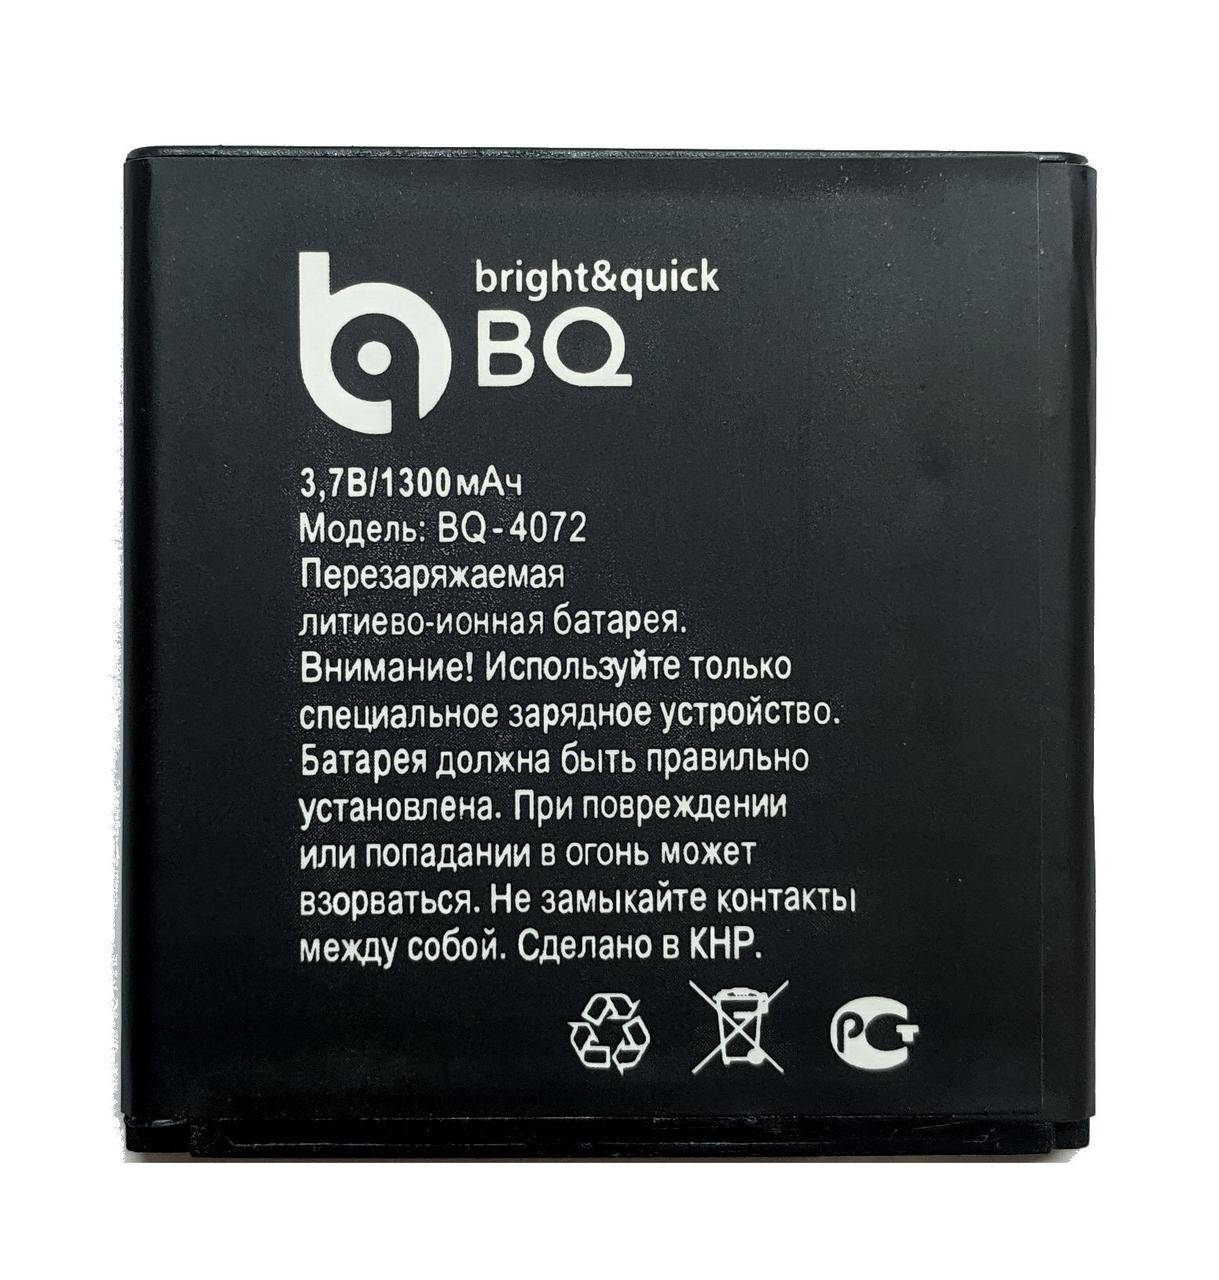 bright&quick
BQ
3,7В/1300мАч
Модель: BQ-4072
Перезаряжаемая
литиево-ионная батарея.
Внимание! Используйте только
специальное зарядное устройство.
Батарея должна быть правильно
установлена. При повреждении
или попадании в огонь может
взорваться. Не замыкайте контакты
между собой. Сделано в КНР.
РСТ